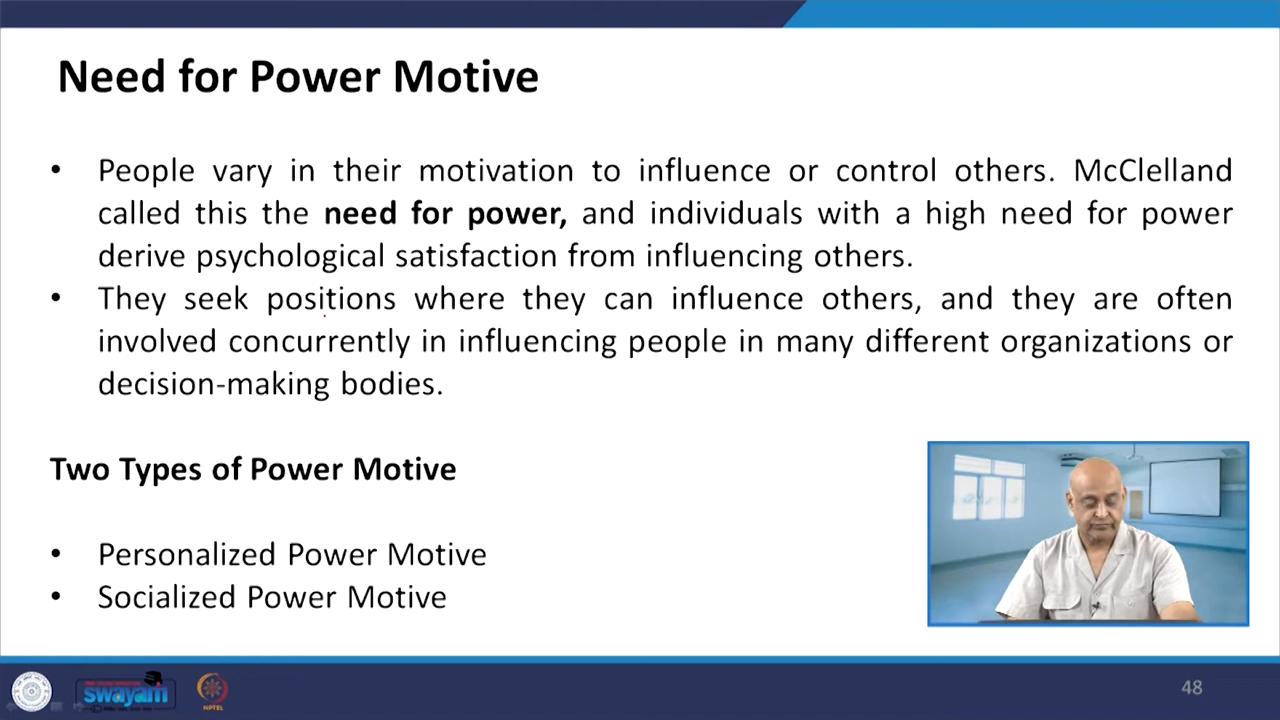 Need for Power Motive
• People vary in their motivation to influence or control others. McClelland
called this the need for power, and individuals with a high need for power
derive psychological satisfaction from influencing others.
• They seek positions where they can influence others, and they are often
involved concurrently in influencing people in many different organizations or
decision-making bodies.
Two Types of Power Motive
• Personalized Power Motive
• Socialized Power Motive
swayam
NPTEL
48